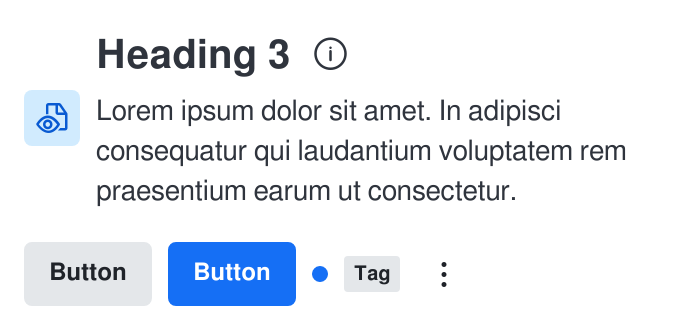 Heading 3
Lorem ipsum dolor sit amet. In adipisci
consequatur qui laudantium voluptatem rem
praesentium earum ut consectetur.
Button
Button
Tag